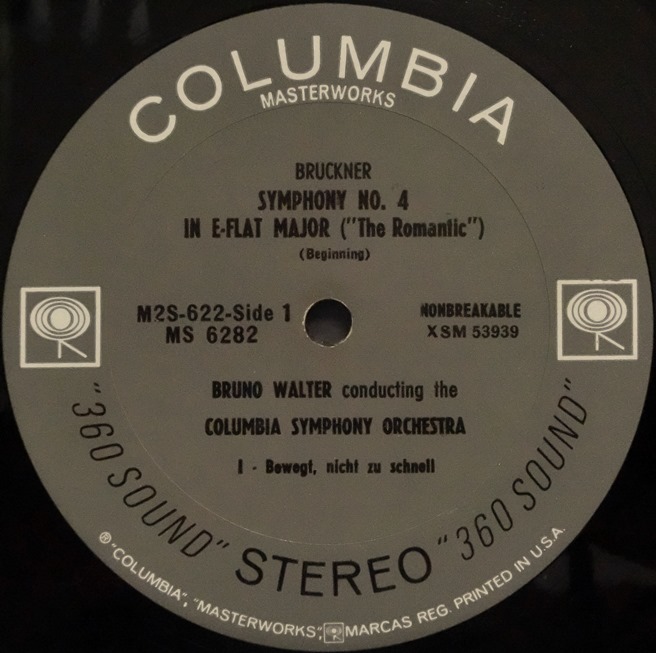 COLUMBIA
MASTERWORKS
BRUCKNER
SYMPHONY NO. 4
IN E-FLAT MAJOR ("The Romantic")
(Beginning)
M2S-622-Side 1
MS 6282
NONBREAKABLE
XSM 53939
BRUNO WALTER conducting the
COLUMBIA SYMPHONY ORCHESTRA
I - Bewegt, nicht zu schnell
"360 SOUND" STEREO "360 SOUND"
® "COLUMBIA", "MASTERWORKS", MARCAS REG. PRINTED IN U.S.A.